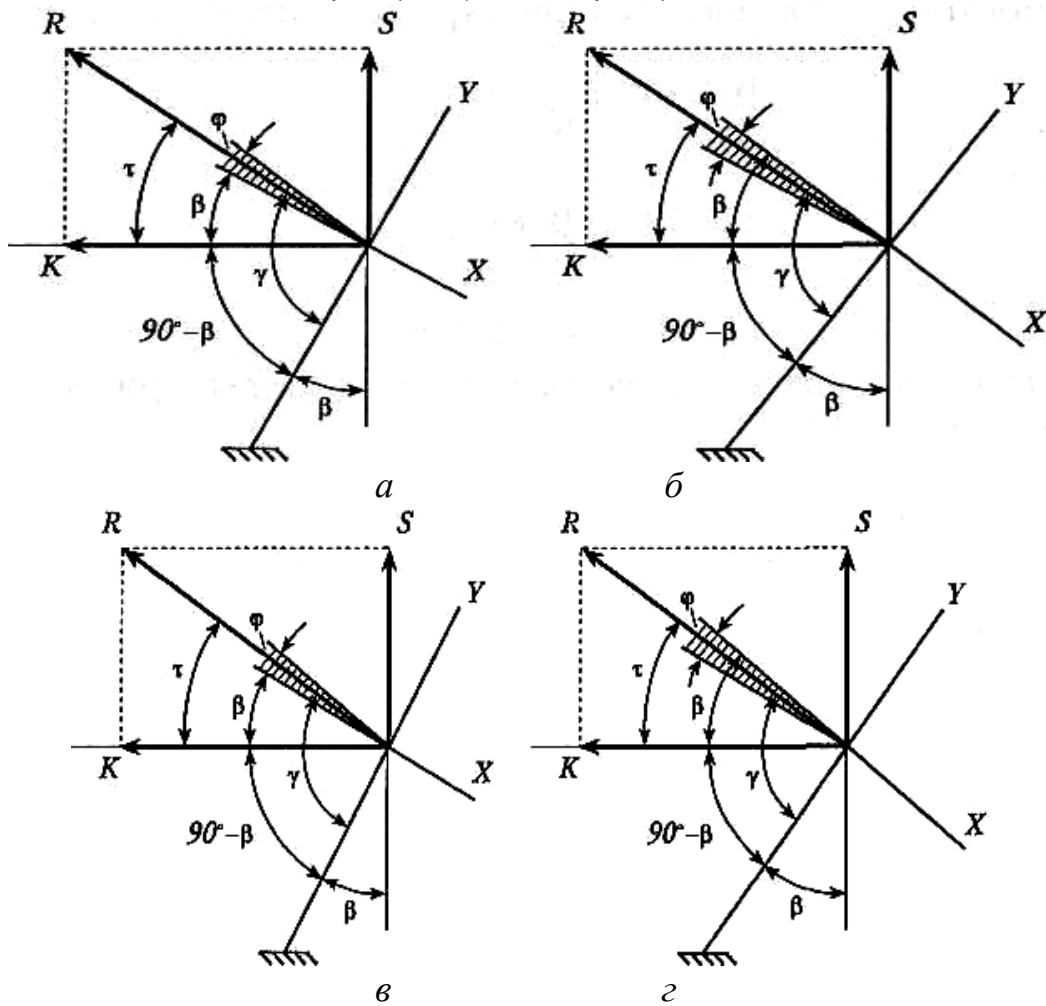 R S R S
Y Y
φ φ
τ τ
β β
K K
γ X γ
90°–β 90°–β X
β β
а б
R S R S
Y Y
φ φ
τ τ
β β
K K
γ X γ
90°–β 90°–β X
β β
в г